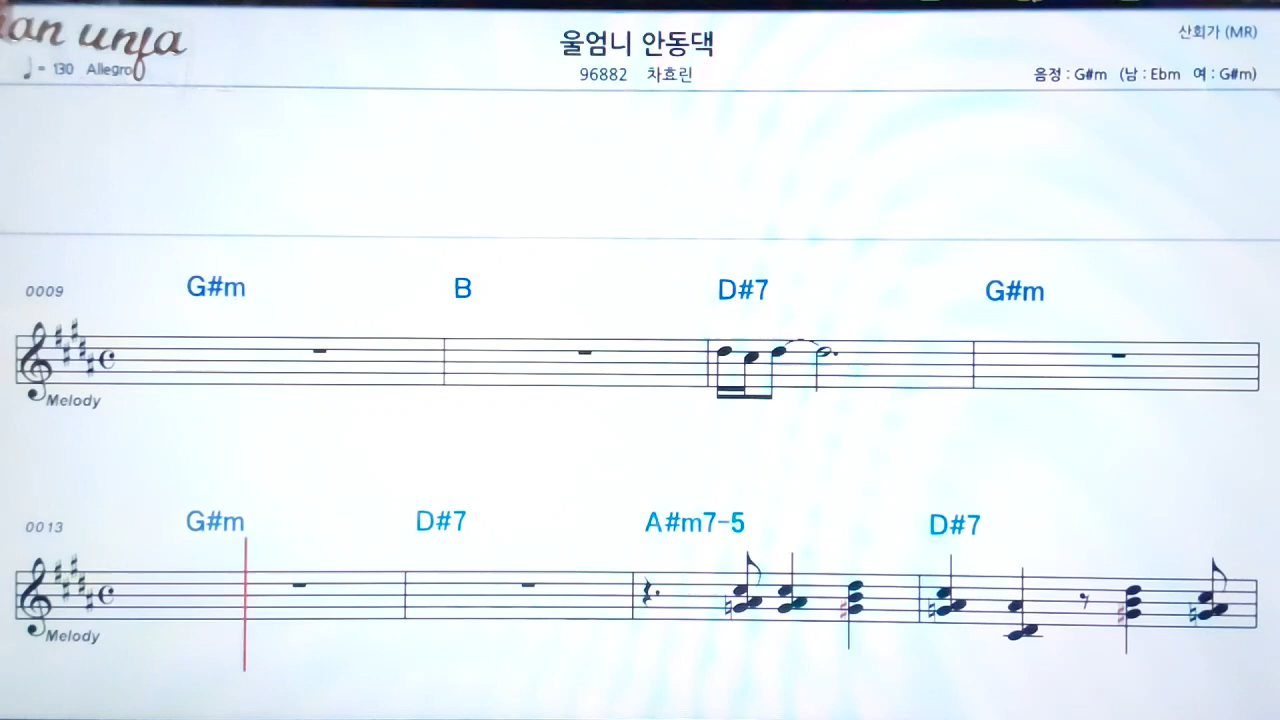 an unfa
♩ = 130 Allegro
울엄니 안동댁
96882 차효린
산회가 (MR)
음정 : G#m (남 : Ebm 여 : G#m)
0009 G#m B D#7 G#m
Melody
0013 G#m D#7 A#m7-5 D#7
Melody